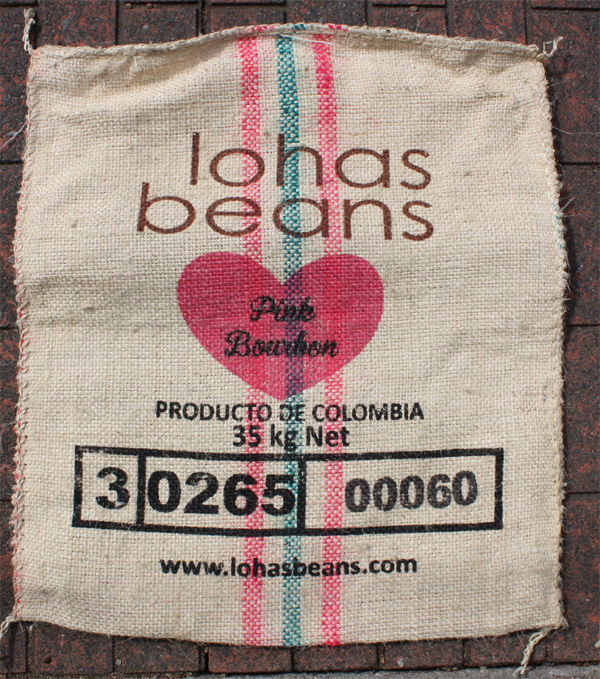 lohas
beans
Pink
Bourbon
PRODUCTO DE COLOMBIA
35 kg Net
3 0265 00060
www.lohasbeans.com